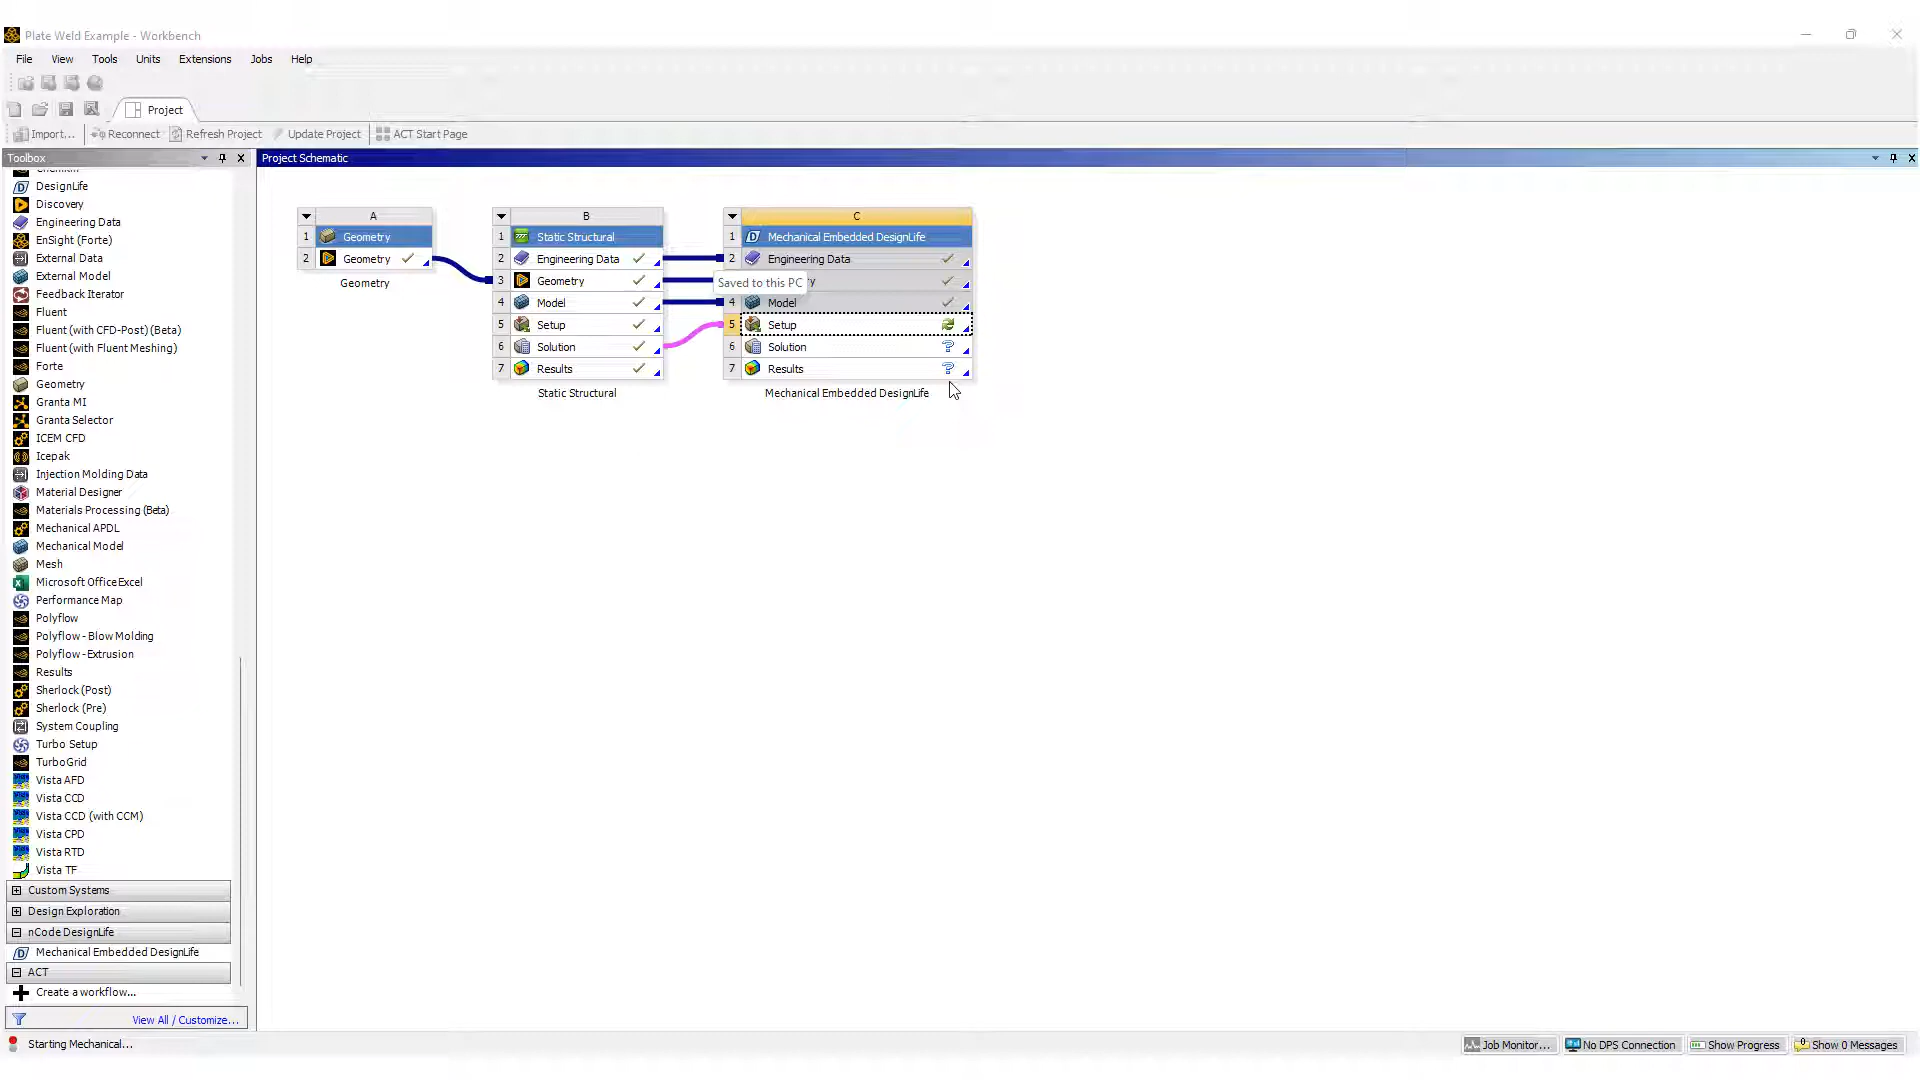 Plate Weld Example - Workbench
File View Tools Units Extensions Jobs Help
Project
Import... Reconnect Refresh Project Update Project ACT Start Page
Toolbox
DesignLife
Discovery
Engineering Data
EnSight (Forte)
External Data
External Model
Feedback Iterator
Fluent
Fluent (with CFD-Post) (Beta)
Fluent (with Fluent Meshing)
Forte
Geometry
Granta MI
Granta Selector
ICEM CFD
Icepak
Injection Molding Data
Material Designer
Materials Processing (Beta)
Mechanical APDL
Mechanical Model
Mesh
Microsoft Office Excel
Performance Map
Polyflow
Polyflow - Blow Molding
Polyflow - Extrusion
Results
Sherlock (Post)
Sherlock (Pre)
System Coupling
Turbo Setup
TurboGrid
Vista AFD
Vista CCD
Vista CCD (with CCM)
Vista CPD
Vista RTD
Vista TF
Custom Systems
Design Exploration
nCode DesignLife
Mechanical Embedded DesignLife
ACT
Create a workflow...
View All / Customize...
Project Schematic
A
1 Geometry
2 Geometry
Geometry
B
1 Static Structural
2 Engineering Data
3 Geometry
4 Model
5 Setup
6 Solution
7 Results
Static Structural
C
1 Mechanical Embedded DesignLife
2 Engineering Data
Saved to this PC
4 Model
5 Setup
6 Solution
7 Results
Mechanical Embedded DesignLife
Starting Mechanical... Job Monitor... No DPS Connection Show Progress Show 0 Messages